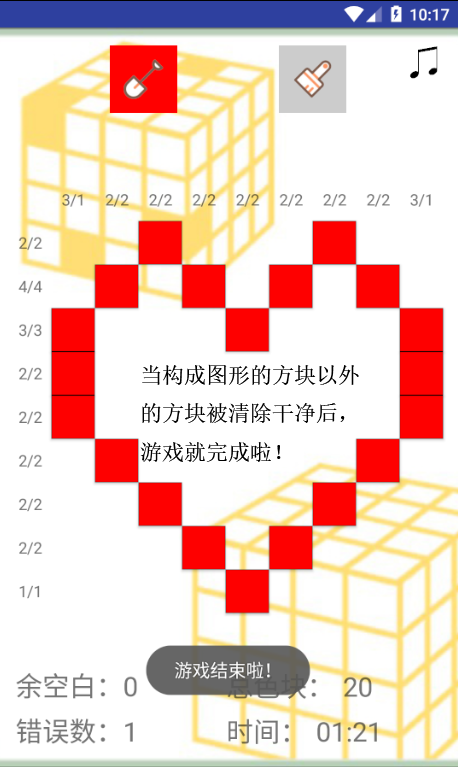 10:17
3/1 2/2 2/2 2/2 2/2 2/2 2/2 2/2 3/1
2/2
4/4
3/3
2/2
2/2
2/2
2/2
2/2
1/1
当构成图形的方块以外
的方块被清除干净后，
游戏就完成啦！
游戏结束啦！
余空白：0 总色块： 20
错误数：1 时间： 01:21